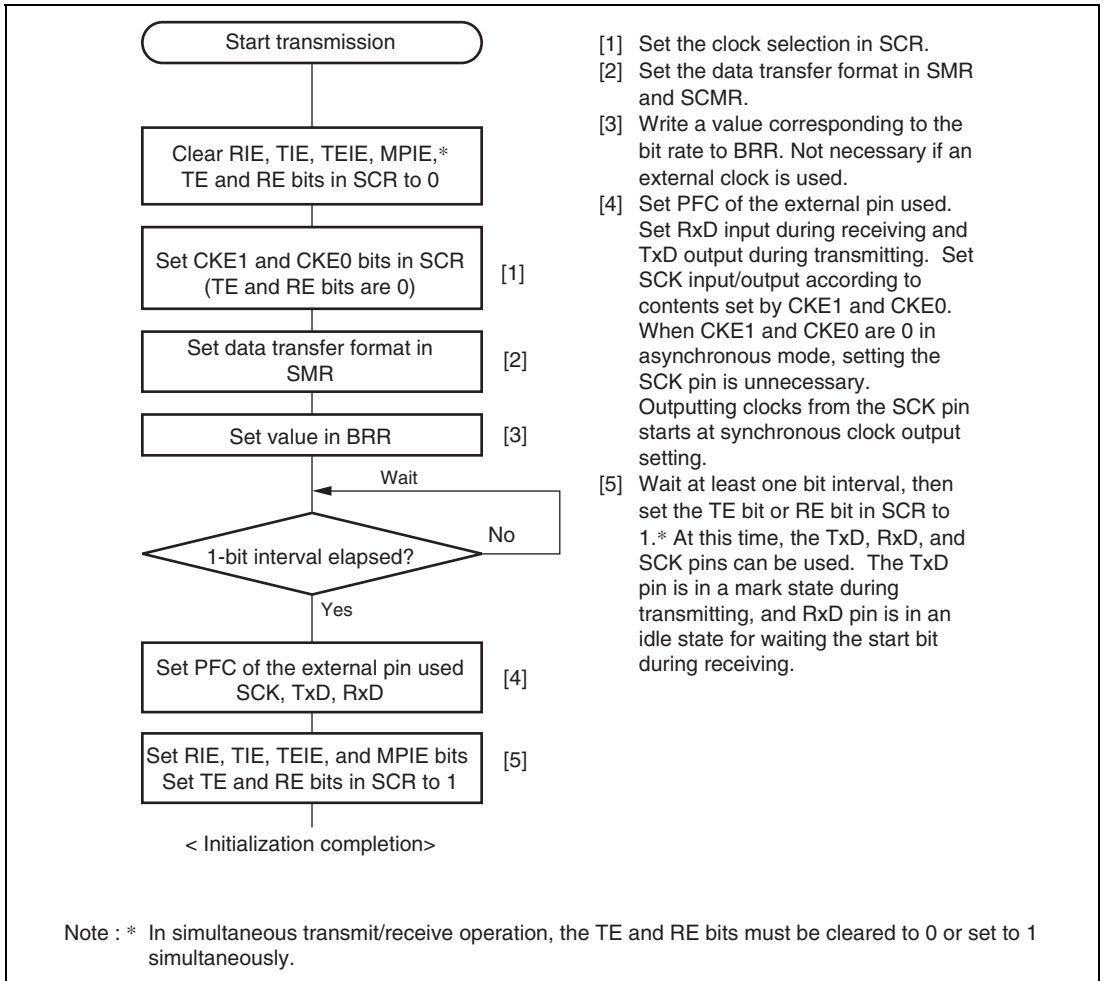 Start transmission
Clear RIE, TIE, TEIE, MPIE,*
TE and RE bits in SCR to 0
Set CKE1 and CKE0 bits in SCR
(TE and RE bits are 0)
[1]
Set data transfer format in
SMR
[2]
Set value in BRR
[3]
Wait
1-bit interval elapsed?
No
Yes
Set PFC of the external pin used
SCK, TxD, RxD
[4]
Set RIE, TIE, TEIE, and MPIE bits
Set TE and RE bits in SCR to 1
[5]
< Initialization completion>
[1] Set the clock selection in SCR.
[2] Set the data transfer format in SMR
and SCMR.
[3] Write a value corresponding to the
bit rate to BRR. Not necessary if an
external clock is used.
[4] Set PFC of the external pin used.
Set RxD input during receiving and
TxD output during transmitting. Set
SCK input/output according to
contents set by CKE1 and CKE0.
When CKE1 and CKE0 are 0 in
asynchronous mode, setting the
SCK pin is unnecessary.
Outputting clocks from the SCK pin
starts at synchronous clock output
setting.
[5] Wait at least one bit interval, then
set the TE bit or RE bit in SCR to
1.* At this time, the TxD, RxD, and
SCK pins can be used. The TxD
pin is in a mark state during
transmitting, and RxD pin is in an
idle state for waiting the start bit
during receiving.
Note : * In simultaneous transmit/receive operation, the TE and RE bits must be cleared to 0 or set to 1
simultaneously.